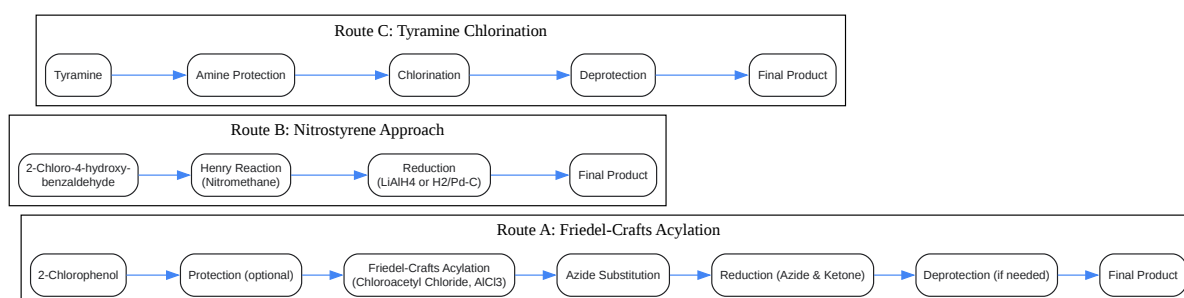 Route C: Tyramine Chlorination
Tyramine
Amine Protection
Chlorination
Deprotection
Final Product
Route B: Nitrostyrene Approach
2-Chloro-4-hydroxy-
benzaldehyde
Henry Reaction
(Nitromethane)
Reduction
(LiAlH4 or H2/Pd-C)
Final Product
Route A: Friedel-Crafts Acylation
2-Chlorophenol
Protection (optional)
Friedel-Crafts Acylation
(Chloroacetyl Chloride, AlCl3)
Azide Substitution
Reduction (Azide & Ketone)
Deprotection (if needed)
Final Product